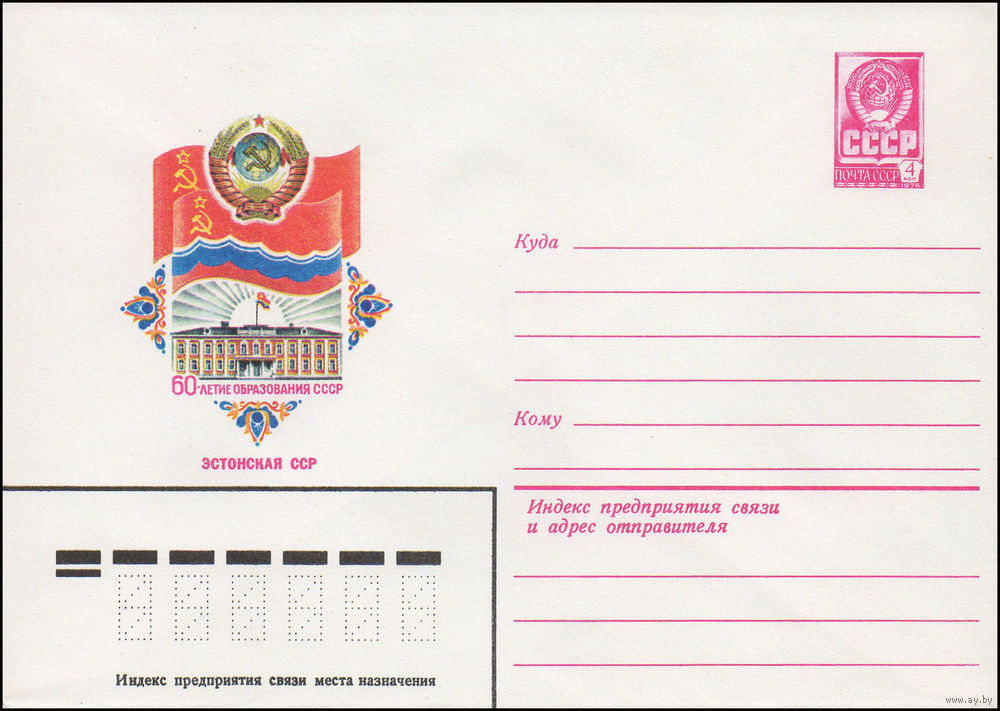 СССР
ПОЧТА СССР 4 КОП
1976
Куда
60-ЛЕТИЕ ОБРАЗОВАНИЯ СССР
Кому
ЭСТОНСКАЯ ССР
Индекс предприятия связи
и адрес отправителя
Индекс предприятия связи места назначения
www.ay.by